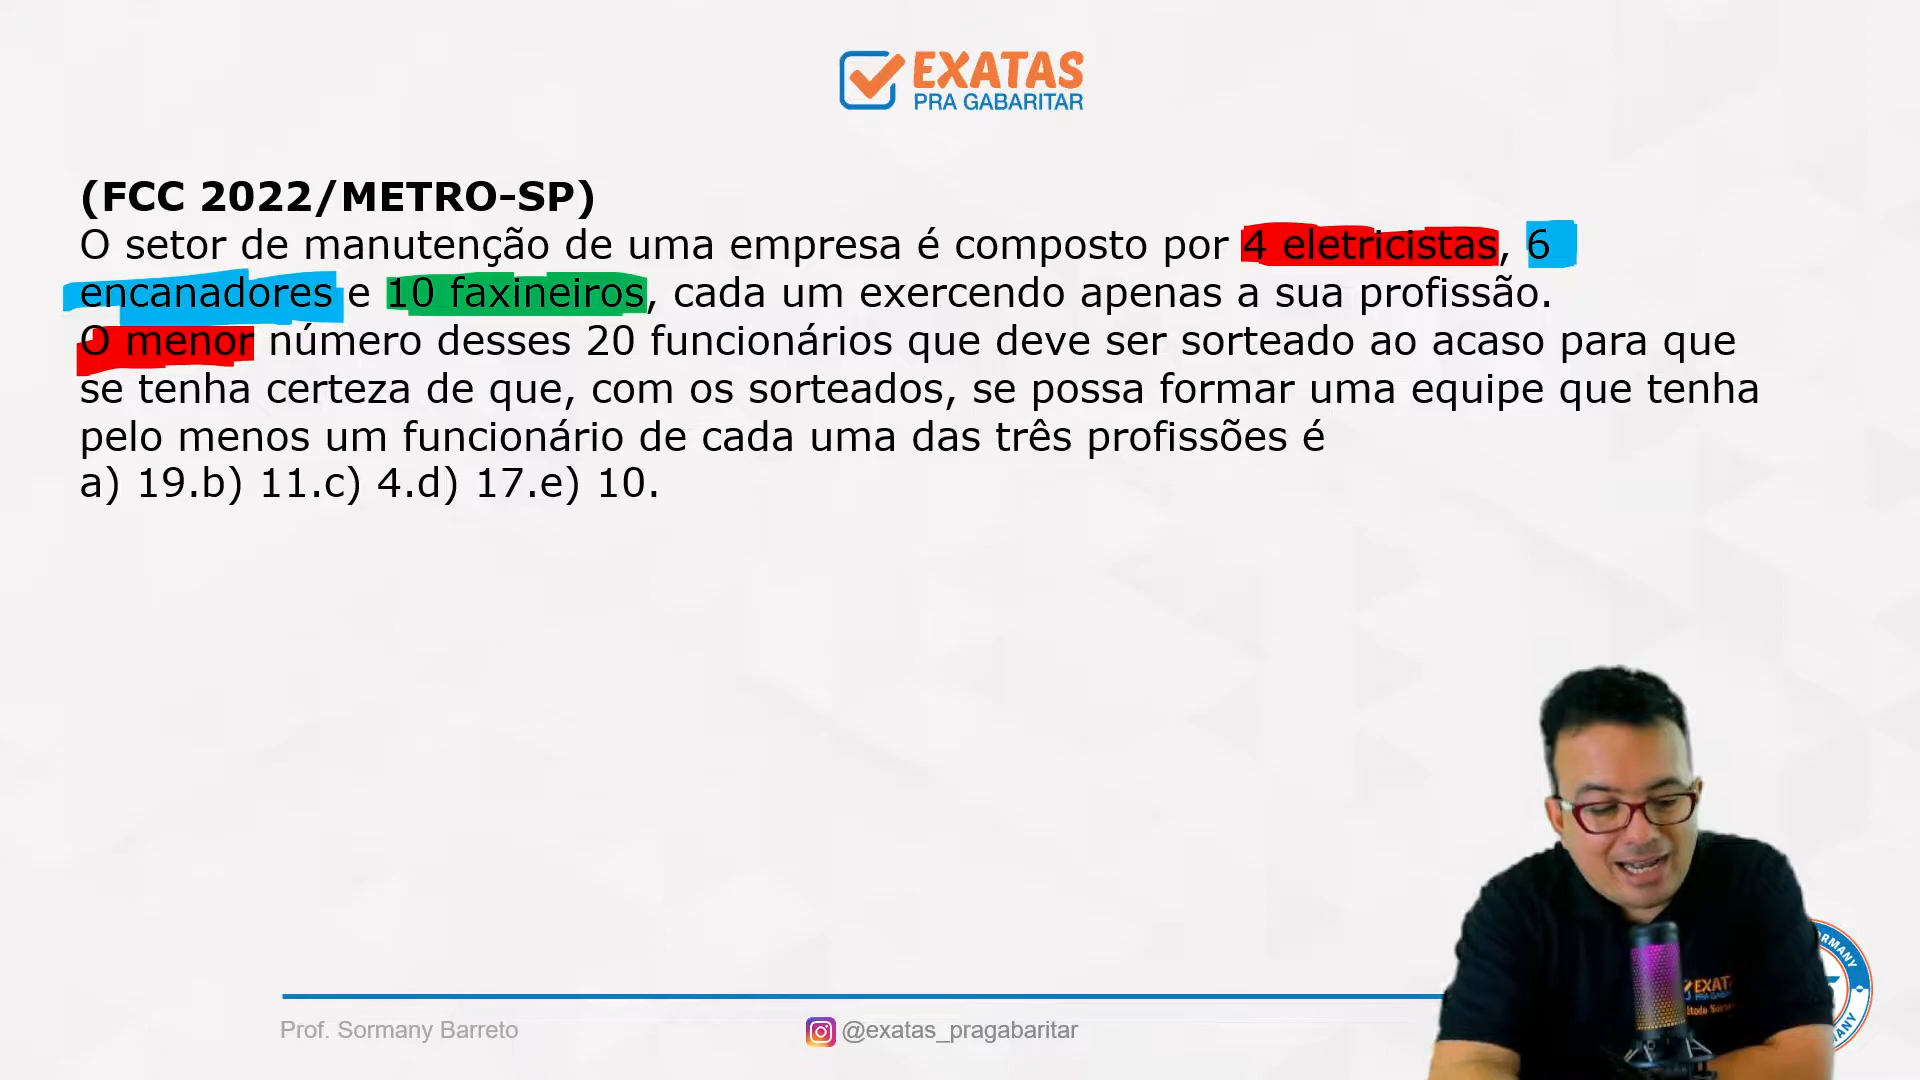 EXATAS
PRA GABARITAR
(FCC 2022/METRO-SP)
O setor de manutenção de uma empresa é composto por 4 eletricistas, 6
encanadores e 10 faxineiros, cada um exercendo apenas a sua profissão.
O menor número desses 20 funcionários que deve ser sorteado ao acaso para que
se tenha certeza de que, com os sorteados, se possa formar uma equipe que tenha
pelo menos um funcionário de cada uma das três profissões é
a) 19.b) 11.c) 4.d) 17.e) 10.
Prof. Sormany Barreto
@exatas_pragabaritar